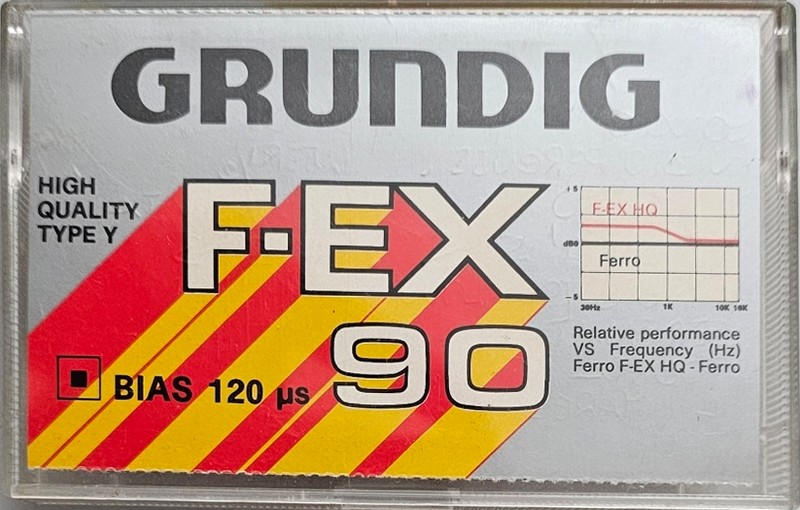 GRUNDIG
HIGH
QUALITY
TYPE Y
F-EX
90
BIAS 120 µs
+5
F-EX HQ
dB0
Ferro
-5
30Hz 1K 10K 16K
Relative performance
VS Frequency (Hz)
Ferro F-EX HQ - Ferro